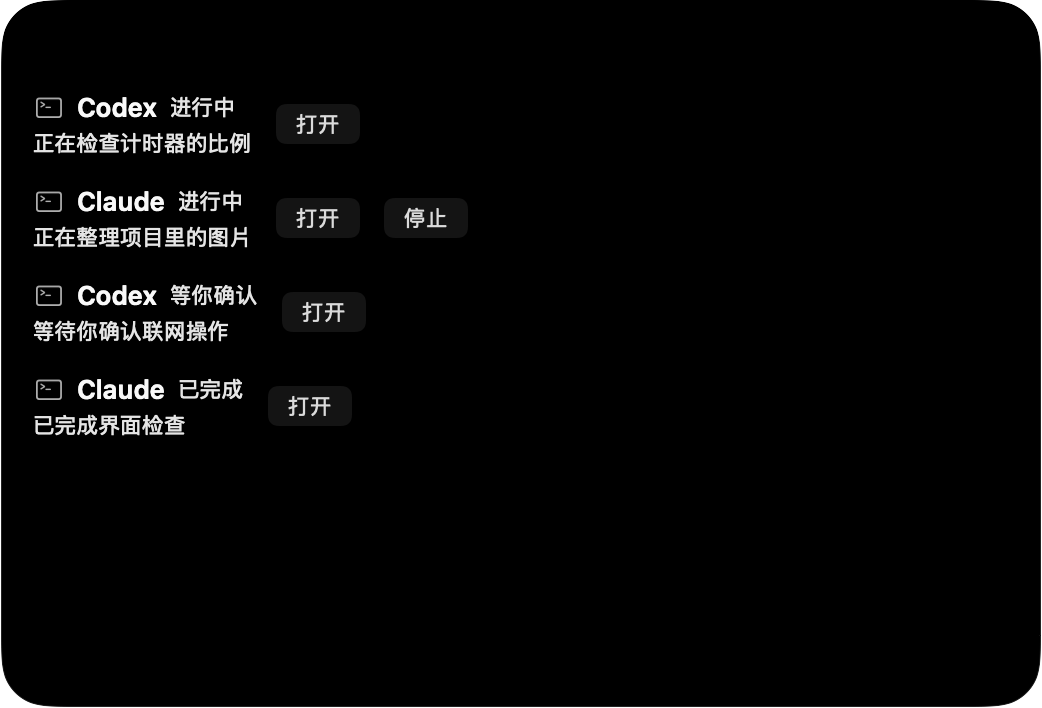 Codex 进行中
正在检查计时器的比例
打开
Claude 进行中
正在整理项目里的图片
打开 停止
Codex 等你确认
等待你确认联网操作
打开
Claude 已完成
已完成界面检查
打开